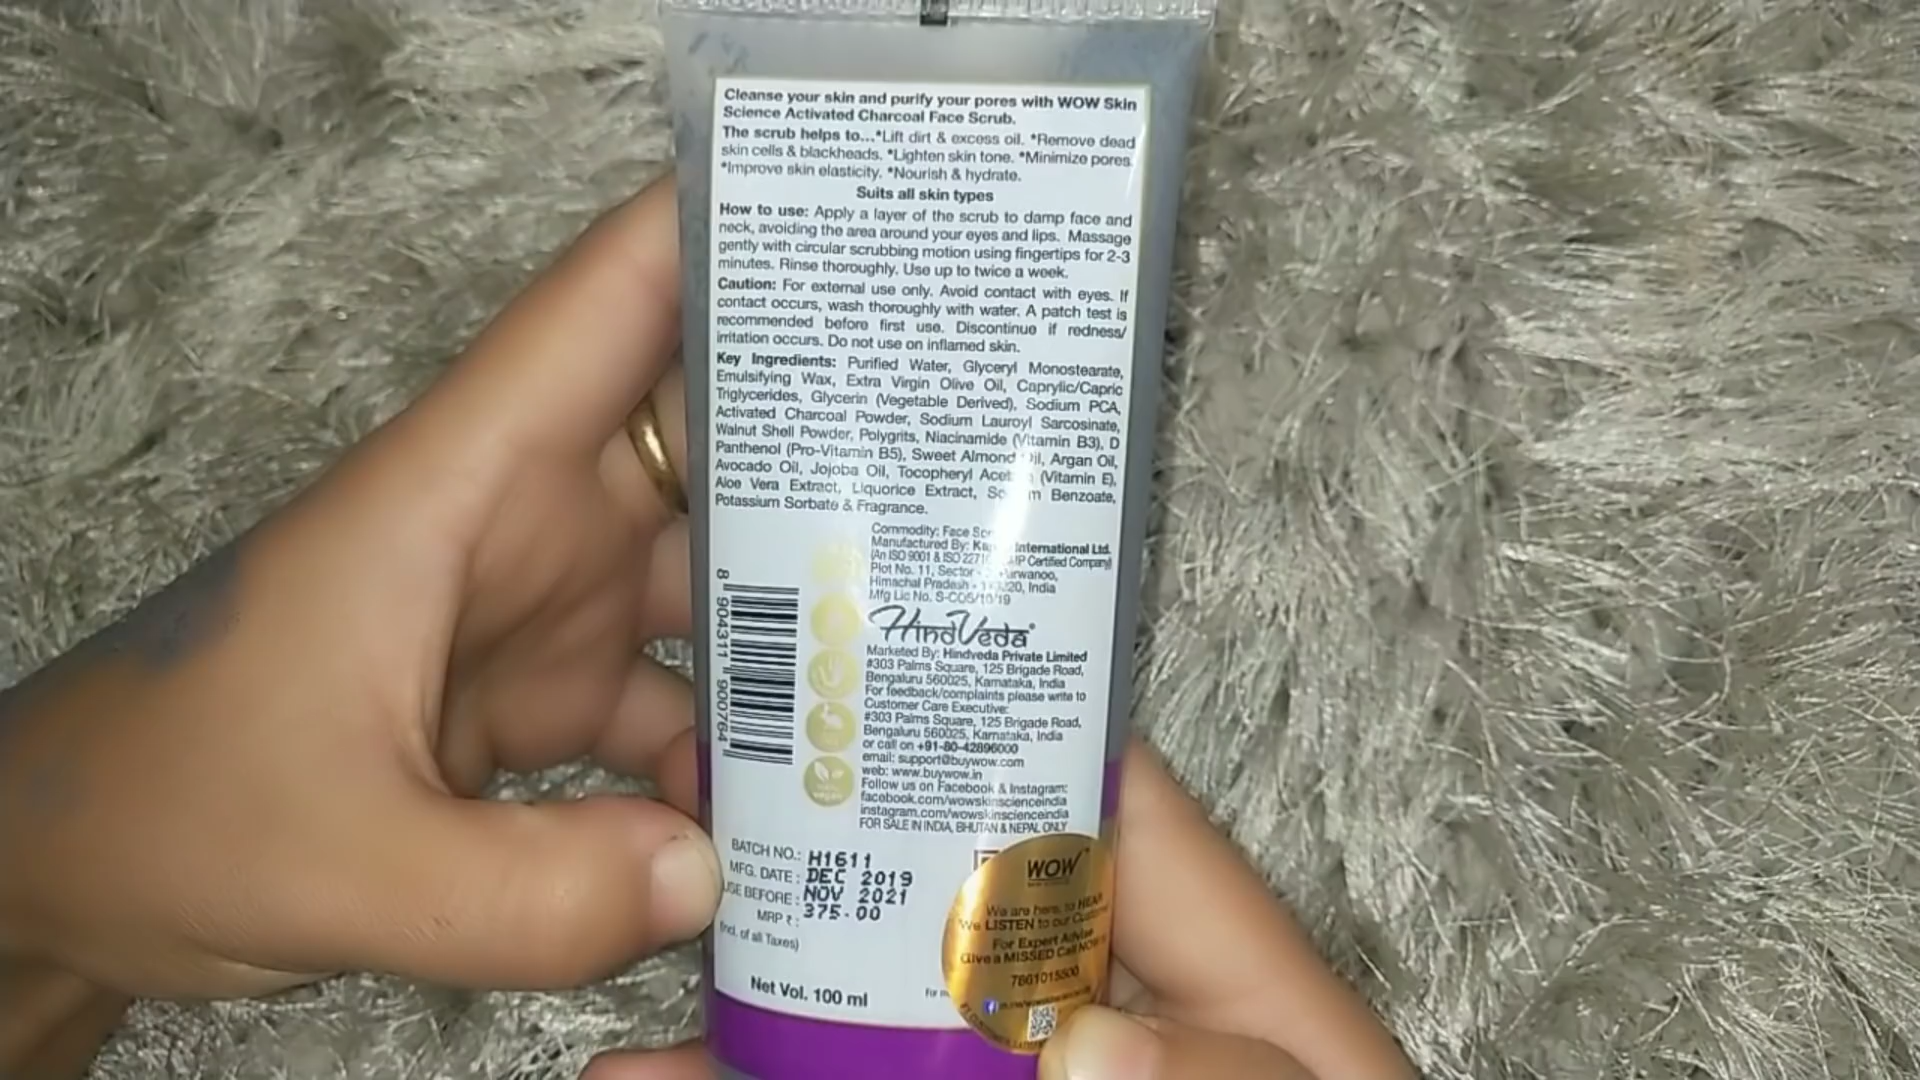 Cleanse your skin and purify your pores with WOW Skin
Science Activated Charcoal Face Scrub.
The scrub helps to...*Lift dirt & excess oil. *Remove dead
skin cells & blackheads. *Lighten skin tone. *Minimize pores
*Improve skin elasticity. *Nourish & hydrate.
Suits all skin types
How to use: Apply a layer of the scrub to damp face and
neck, avoiding the area around your eyes and lips. Massage
gently with circular scrubbing motion using fingertips for 2-3
minutes. Rinse thoroughly. Use up to twice a week.
Caution: For external use only. Avoid contact with eyes. If
contact occurs, wash thoroughly with water. A patch test is
recommended before first use. Discontinue if redness/
irritation occurs. Do not use on inflamed skin.
Key Ingredients: Purified Water, Glyceryl Monostearate,
Emulsifying Wax, Extra Virgin Olive Oil, Caprylic/Capric
Triglycerides, Glycerin (Vegetable Derived), Sodium PCA,
Activated Charcoal Powder, Sodium Lauroyl Sarcosinate,
Walnut Shell Powder, Polygrits, Niacinamide (Vitamin B3), D
Panthenol (Pro-Vitamin B5), Sweet Almond Oil, Argan Oil,
Avocado Oil, Jojoba Oil, Tocopheryl (Vitamin E),
Aloe Vera Extract, Liquorice Extract, Benzoate,
Potassium Sorbate & Fragrance.
Commodity: Face
Manufactured By: International Ltd.
(An ISO 9001 & ISO Certified Company)
Plot No. 11, Sector
Himachal Pradesh - India
Mfg Lic No. S-COS/10/19
HindVeda
Marketed By: Hindveda Private Limited
#303 Palms Square, 125 Brigade Road,
Bengaluru 560025, Karnataka, India
For feedback/complaints please write to
Customer Care Executive:
#303 Palms Square, 125 Brigade Road,
Bengaluru 560025, Karnataka, India
or call on +91-80-42896000
email: support@buywow.com
web: www.buywow.in
Follow us on Facebook & Instagram:
facebook.com/wowskinscienceindia
instagram.com/wowskinscienceindia
FOR SALE IN INDIA, BHUTAN & NEPAL ONLY
8 904311 900764
vegan
BATCH NO.: H1611
MFG. DATE : DEC 2019
USE BEFORE : NOV 2021
MRP ₹ : 375.00
(Incl. of all Taxes)
Net Vol. 100 ml
WOW
We are here, to HEAR
We LISTEN to our
For Expert Advise
Give a MISSED Call NOW
7661015500